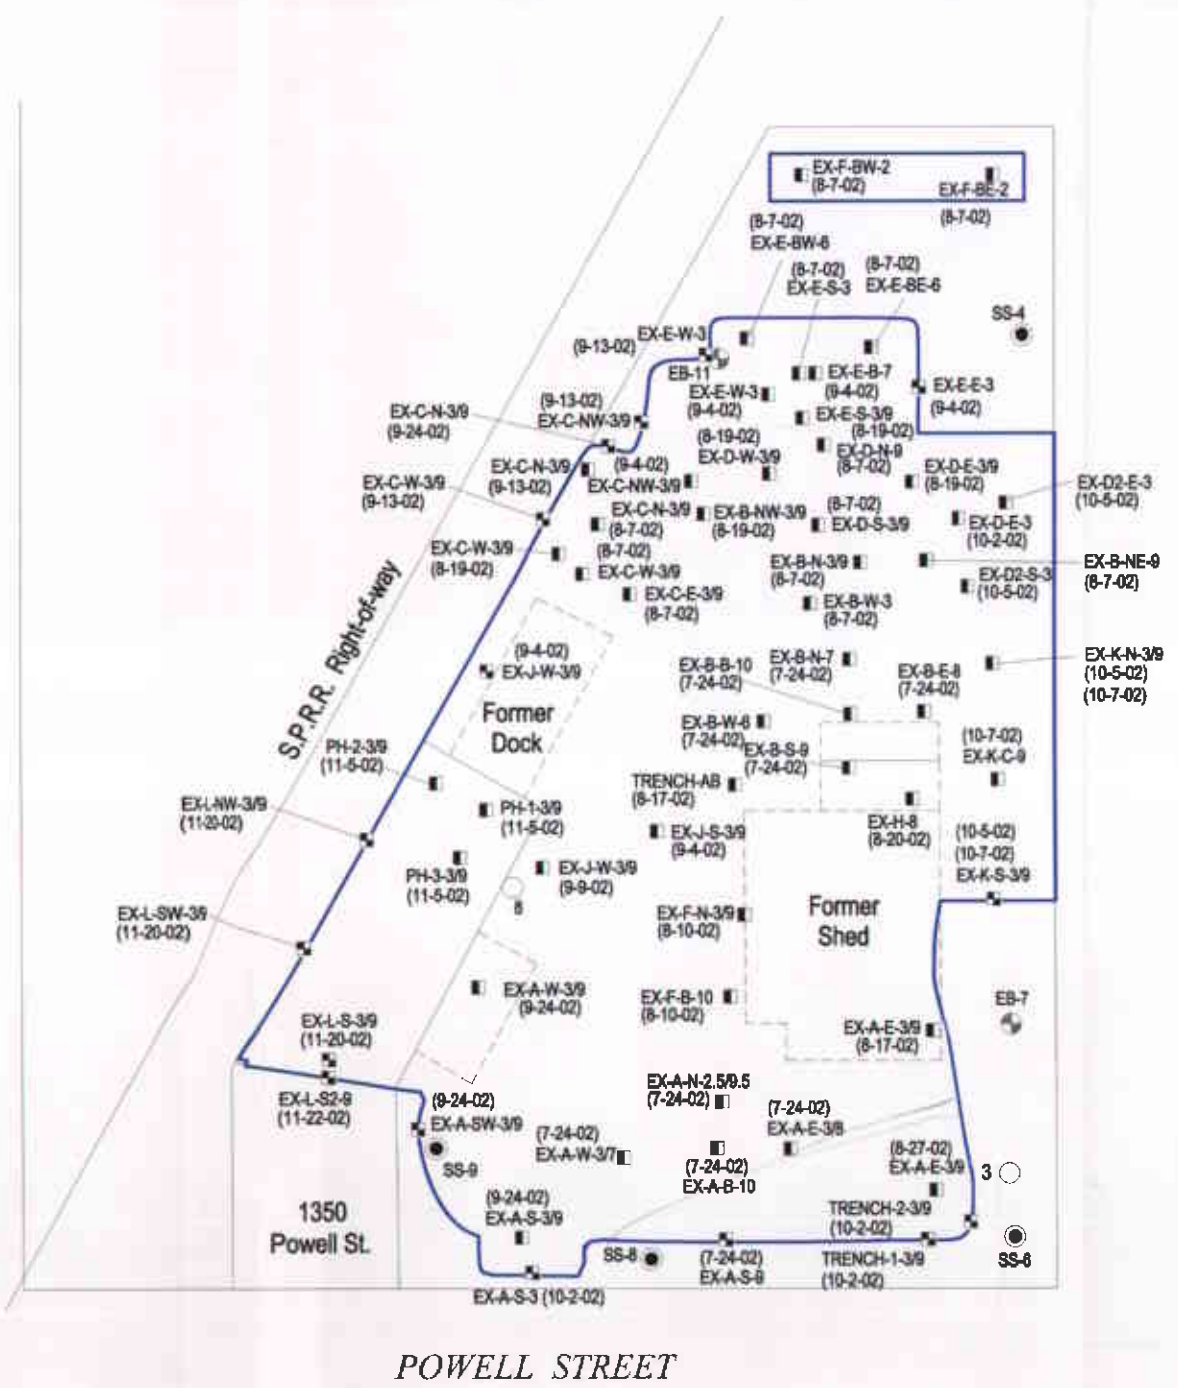 EX-F-BW-2
(8-7-02)
EX-F-BE-2
(8-7-02)
(8-7-02)
EX-E-BW-6
(8-7-02)
EX-E-S-3
(8-7-02)
EX-E-BE-6
SS-4
EX-E-W-3
(9-13-02)
EB-11
EX-E-W-3
(9-4-02)
EX-E-B-7
(9-4-02)
EX-E-E-3
(9-4-02)
(9-13-02)
EX-C-NW-3/9
EX-C-N-3/9
(9-24-02)
EX-E-S-3/9
(8-19-02)
(8-19-02)
EX-D-W-3/9
EX-D-N-9
(8-7-02)
EX-C-N-3/9
(9-13-02)
(9-4-02)
EX-C-NW-3/9
EX-D-E-3/9
(8-19-02)
EX-D2-E-3
(10-5-02)
EX-C-W-3/9
(9-13-02)
EX-C-N-3/9
(8-7-02)
EX-B-NW-3/9
(8-19-02)
(8-7-02)
EX-D-S-3/9
EX-D-E-3
(10-2-02)
EX-C-W-3/9
(8-19-02)
(8-7-02)
EX-C-W-3/9
EX-B-N-3/9
(8-7-02)
EX-B-NE-9
(8-7-02)
EX-D2-S-3
(10-5-02)
EX-C-E-3/9
(8-7-02)
EX-B-W-3
(8-7-02)
S.P.R.R. Right-of-way
(9-4-02)
EX-J-W-3/9
Former
Dock
EX-B-B-10
(7-24-02)
EX-B-N-7
(7-24-02)
EX-B-E-8
(7-24-02)
EX-K-N-3/9
(10-5-02)
(10-7-02)
EX-B-W-6
(7-24-02)
EX-B-S-9
(7-24-02)
(10-7-02)
EX-K-C-9
PH-2-3/9
(11-5-02)
TRENCH-AB
(8-17-02)
EX-L-NW-3/9
(11-20-02)
PH-1-3/9
(11-5-02)
EX-J-S-3/9
(9-4-02)
EX-H-8
(8-20-02)
(10-5-02)
(10-7-02)
EX-K-S-3/9
PH-3-3/9
(11-5-02)
EX-J-W-3/9
(9-9-02)
EX-L-SW-3/9
(11-20-02)
EX-F-N-3/9
(8-10-02)
Former
Shed
EX-A-W-3/9
(9-24-02)
EX-F-B-10
(8-10-02)
EB-7
EX-L-S-3/9
(11-20-02)
EX-A-E-3/9
(8-17-02)
EX-L-S2-9
(11-22-02)
EX-A-N-2.5/9.5
(7-24-02)
(9-24-02)
EX-A-SW-3/9
SS-9
(7-24-02)
EX-A-W-3/7
(7-24-02)
EX-A-B-10
(7-24-02)
EX-A-E-3/8
(8-27-02)
EX-A-E-3/9
3
1350
Powell St.
(9-24-02)
EX-A-S-3/9
TRENCH-2-3/9
(10-2-02)
SS-8
(7-24-02)
EX-A-S-9
TRENCH-1-3/9
(10-2-02)
SS-6
EX-A-S-3 (10-2-02)
POWELL STREET